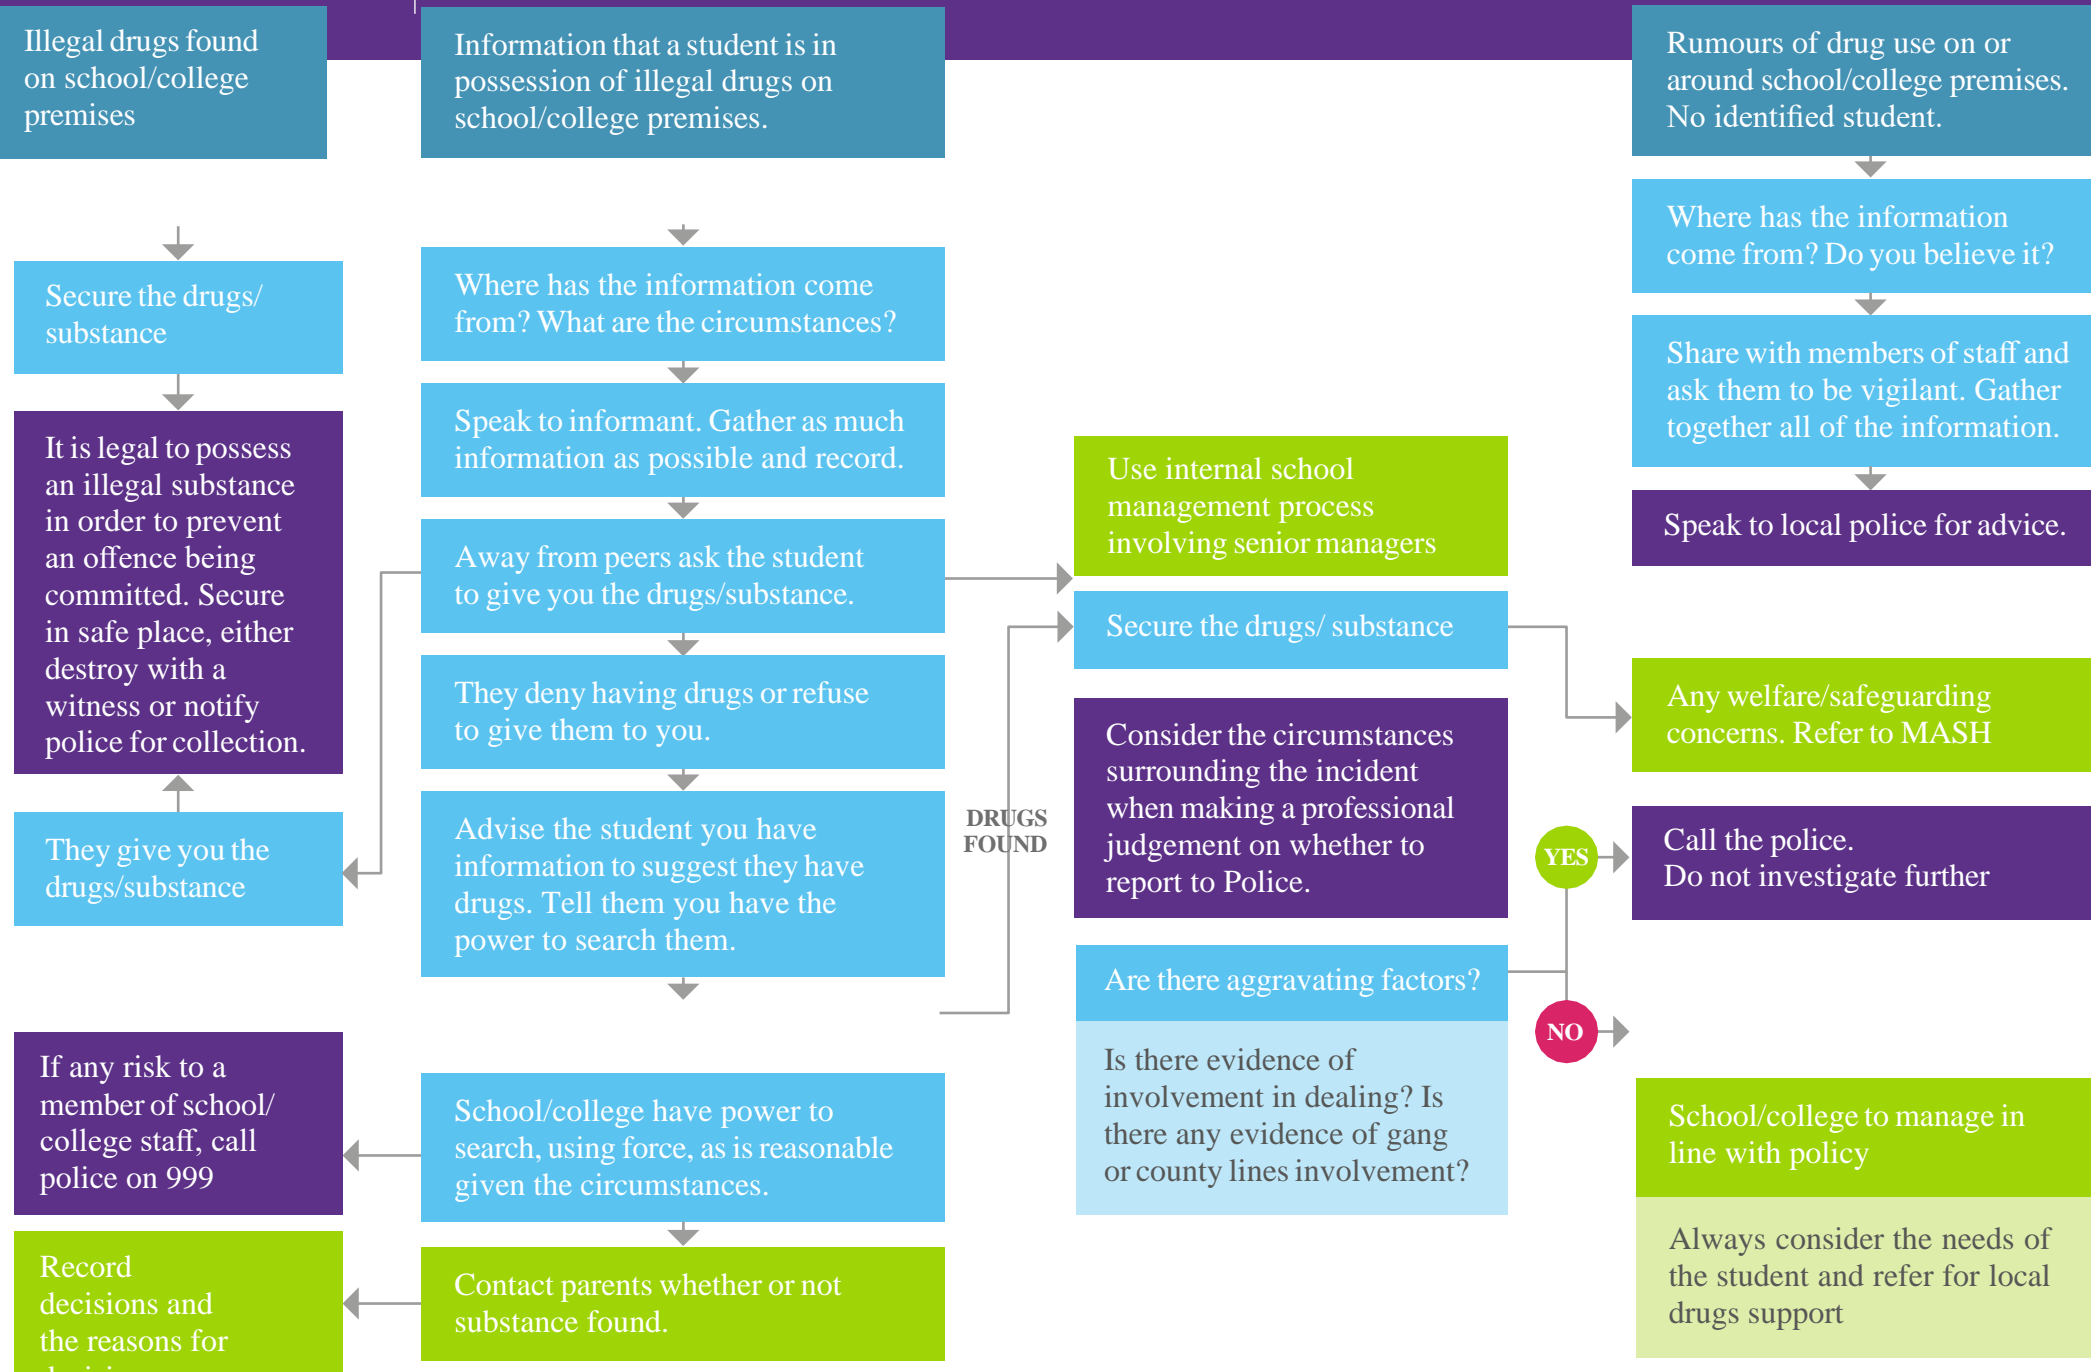 Illegal drugs found
on school/college
premises
Information that a student is in
possession of illegal drugs on
school/college premises.
Rumours of drug use on or
around school/college premises.
No identified student.
Secure the drugs/
substance
It is legal to possess
an illegal substance
in order to prevent
an offence being
committed. Secure
in safe place, either
destroy with a
witness or notify
police for collection.
They give you the
drugs/substance
If any risk to a
member of school/
college staff, call
police on 999
Record
decisions and
the reasons for
Where has the information come
from? What are the circumstances?
Speak to informant. Gather as much
information as possible and record.
Away from peers ask the student
to give you the drugs/substance.
They deny having drugs or refuse
to give them to you.
Advise the student you have
information to suggest they have
drugs. Tell them you have the
power to search them.
School/college have power to
search, using force, as is reasonable
given the circumstances.
Contact parents whether or not
substance found.
DRUGS
FOUND
Use internal school
management process
involving senior managers
Secure the drugs/ substance
Consider the circumstances
surrounding the incident
when making a professional
judgement on whether to
report to Police.
Are there aggravating factors?
Is there evidence of
involvement in dealing? Is
there any evidence of gang
or county lines involvement?
YES
NO
Where has the information
come from? Do you believe it?
Share with members of staff and
ask them to be vigilant. Gather
together all of the information.
Speak to local police for advice.
Any welfare/safeguarding
concerns. Refer to MASH
Call the police.
Do not investigate further
School/college to manage in
line with policy
Always consider the needs of
the student and refer for local
drugs support